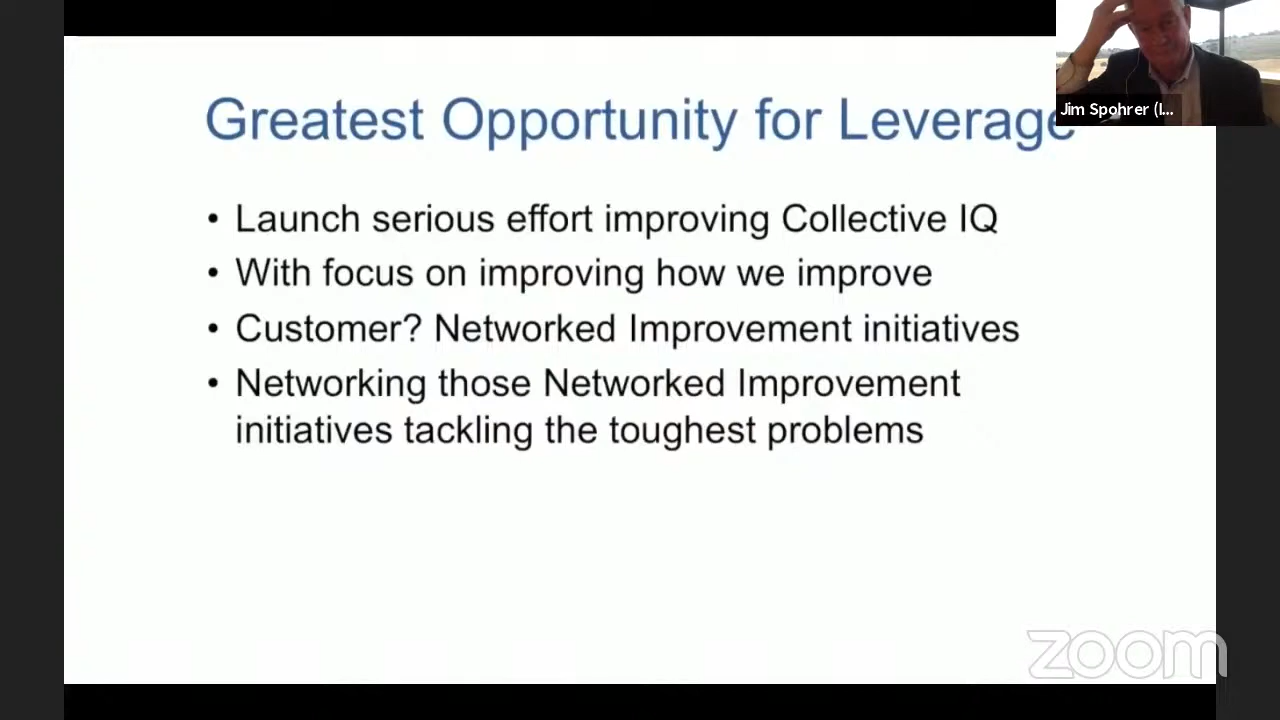 Greatest Opportunity for Leverage
Jim Spohrer (I...
• Launch serious effort improving Collective IQ
• With focus on improving how we improve
• Customer? Networked Improvement initiatives
• Networking those Networked Improvement
initiatives tackling the toughest problems
zoom